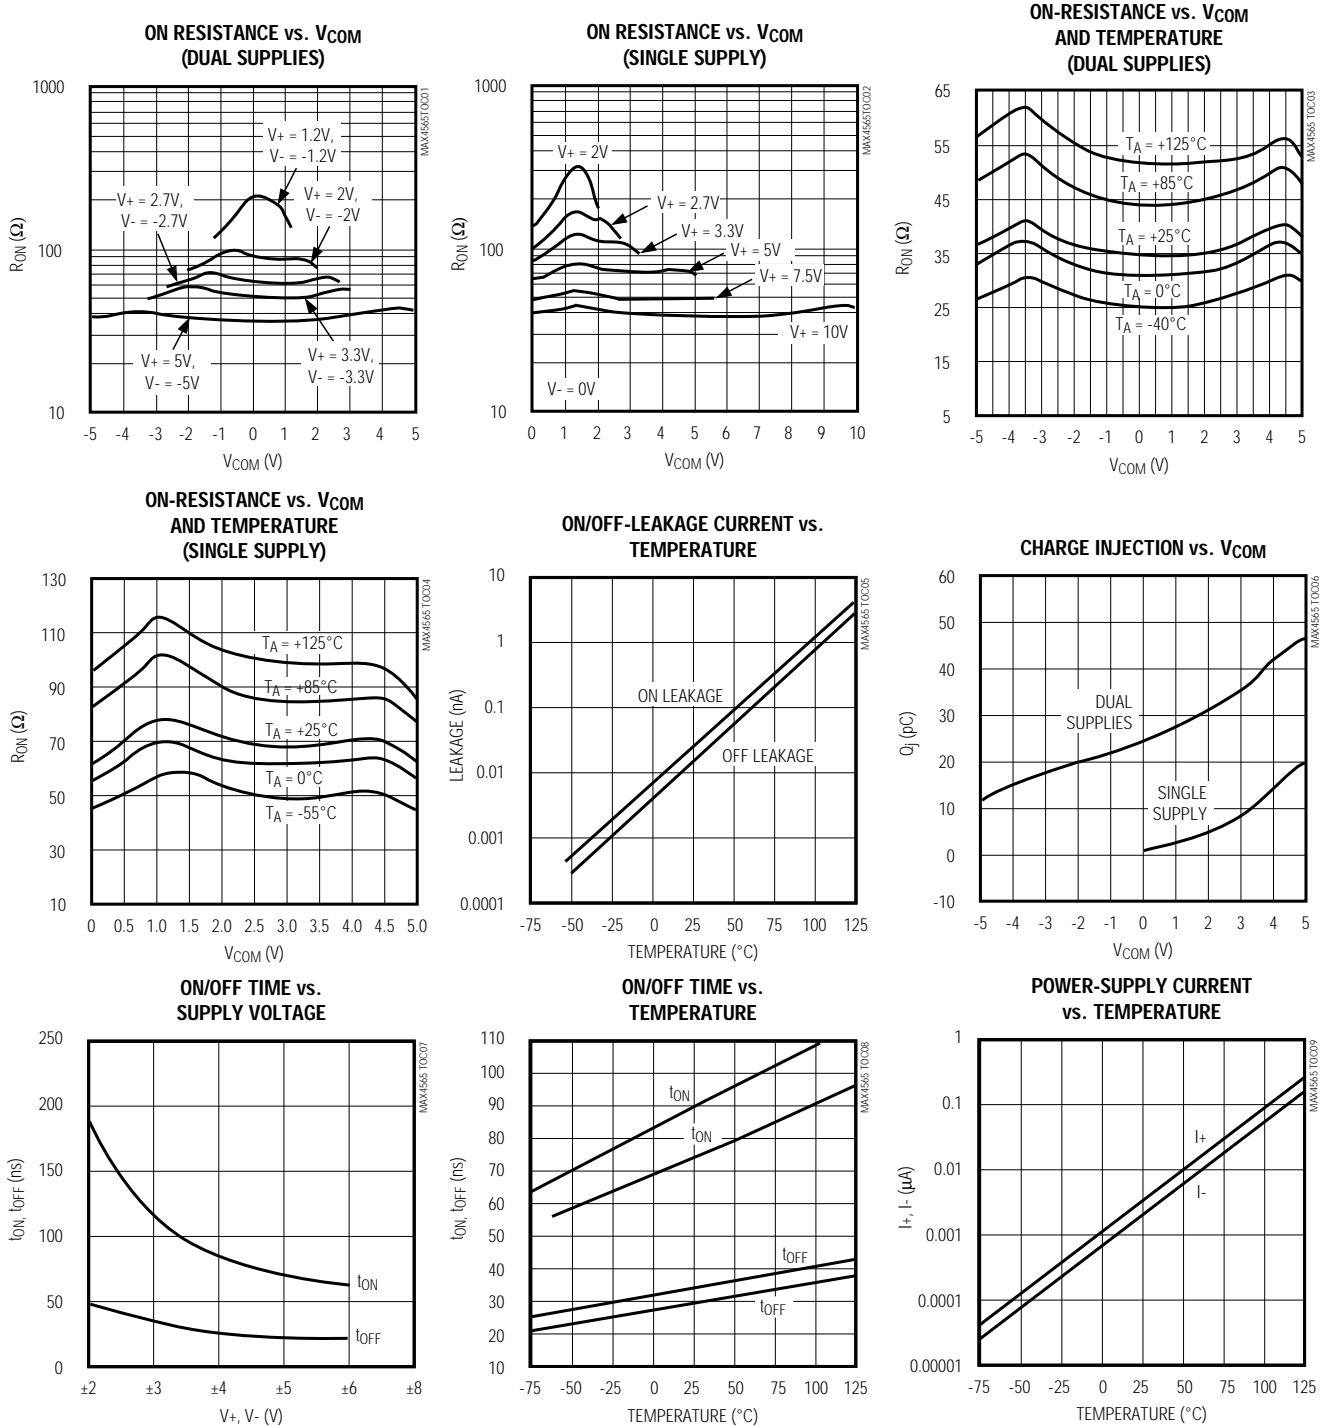 ON RESISTANCE vs. VCOM
(DUAL SUPPLIES)
1000
100
10
RON (Ω)
V+ = 1.2V,
V- = -1.2V
V+ = 2.7V,
V- = -2.7V
V+ = 2V,
V- = -2V
V+ = 5V,
V- = -5V
V+ = 3.3V,
V- = -3.3V
-5 -4 -3 -2 -1 0 1 2 3 4 5
VCOM (V)
MAX4565TOC01
ON RESISTANCE vs. VCOM
(SINGLE SUPPLY)
1000
100
10
RON (Ω)
V+ = 2V
V+ = 2.7V
V+ = 3.3V
V+ = 5V
V+ = 7.5V
V+ = 10V
V- = 0V
0 1 2 3 4 5 6 7 8 9 10
VCOM (V)
MAX4565TOC02
ON-RESISTANCE vs. VCOM
AND TEMPERATURE
(DUAL SUPPLIES)
65
55
45
35
25
15
5
RON (Ω)
TA = +125°C
TA = +85°C
TA = +25°C
TA = 0°C
TA = -40°C
-5 -4 -3 -2 -1 0 1 2 3 4 5
VCOM (V)
MAX4565 TOC03
ON-RESISTANCE vs. VCOM
AND TEMPERATURE
(SINGLE SUPPLY)
130
110
90
70
50
30
10
RON (Ω)
TA = +125°C
TA = +85°C
TA = +25°C
TA = 0°C
TA = -55°C
0 0.5 1.0 1.5 2.0 2.5 3.0 3.5 4.0 4.5 5.0
VCOM (V)
MAX4565 TOC04
ON/OFF-LEAKAGE CURRENT vs.
TEMPERATURE
10
1
0.1
0.01
0.001
0.0001
LEAKAGE (nA)
ON LEAKAGE
OFF LEAKAGE
-75 -50 -25 0 25 50 75 100 125
TEMPERATURE (°C)
MAX4565 TOC05
CHARGE INJECTION vs. VCOM
60
50
40
30
20
10
0
-10
Qj (pC)
DUAL
SUPPLIES
SINGLE
SUPPLY
-5 -4 -3 -2 -1 0 1 2 3 4 5
VCOM (V)
MAX4565 TOC06
ON/OFF TIME vs.
SUPPLY VOLTAGE
250
200
150
100
50
0
tON, tOFF (ns)
tON
tOFF
±2 ±3 ±4 ±5 ±6 ±8
V+, V- (V)
MAX4565 TOC07
ON/OFF TIME vs.
TEMPERATURE
110
100
90
80
70
60
50
40
30
20
10
tON, tOFF (ns)
tON
tON
tOFF
tOFF
-75 -50 -25 0 25 50 75 100 125
TEMPERATURE (°C)
MAX4565 TOC08
POWER-SUPPLY CURRENT
vs. TEMPERATURE
1
0.1
0.01
0.001
0.0001
0.00001
I+, I- (μA)
I+
I-
-75 -50 -25 0 25 50 75 100 125
TEMPERATURE (°C)
MAX4565 TOC09